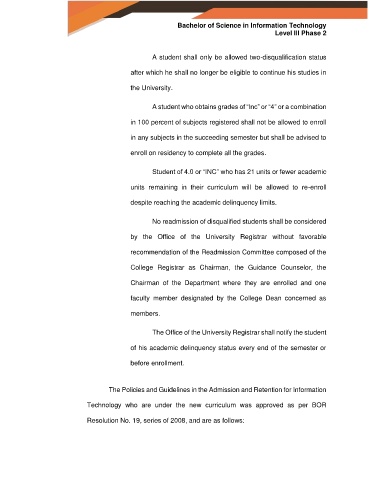 Bachelor of Science in Information Technology
Level III Phase 2
A student shall only be allowed two-disqualification status
after which he shall no longer be eligible to continue his studies in
the University.
A student who obtains grades of “Inc” or “4” or a combination
in 100 percent of subjects registered shall not be allowed to enroll
in any subjects in the succeeding semester but shall be advised to
enroll on residency to complete all the grades.
Student of 4.0 or “INC” who has 21 units or fewer academic
units remaining in their curriculum will be allowed to re-enroll
despite reaching the academic delinquency limits.
No readmission of disqualified students shall be considered
by the Office of the University Registrar without favorable
recommendation of the Readmission Committee composed of the
College Registrar as Chairman, the Guidance Counselor, the
Chairman of the Department where they are enrolled and one
faculty member designated by the College Dean concerned as
members.
The Office of the University Registrar shall notify the student
of his academic delinquency status every end of the semester or
before enrollment.
The Policies and Guidelines in the Admission and Retention for Information
Technology who are under the new curriculum was approved as per BOR
Resolution No. 19, series of 2008, and are as follows: